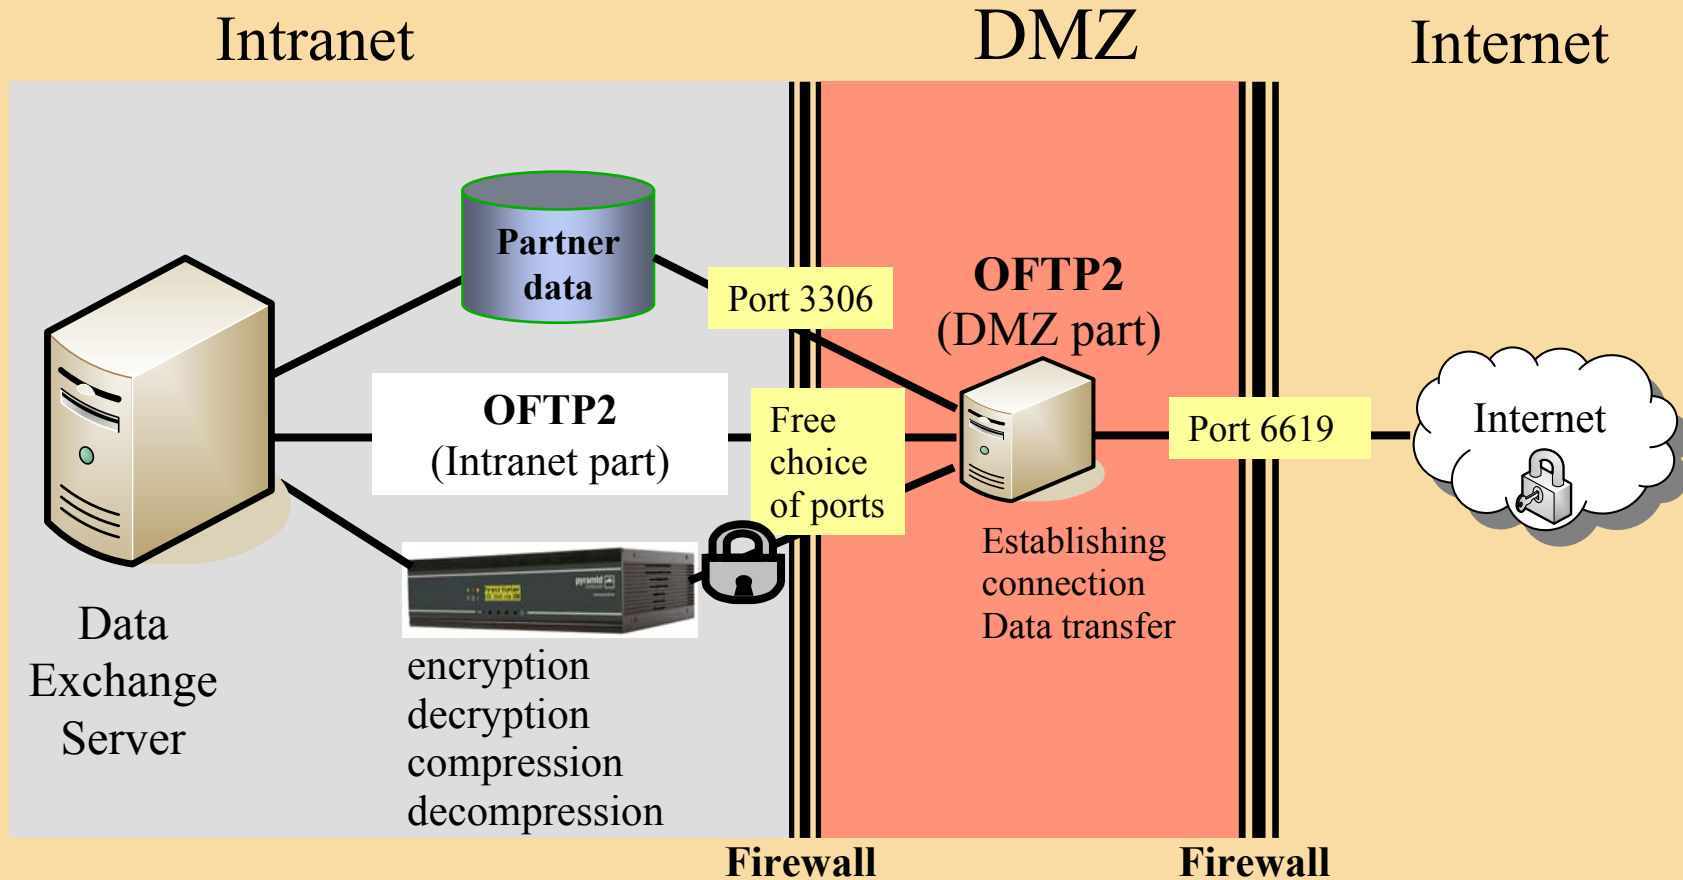 Intranet
DMZ
Internet
Partner
data
Port 3306
OFTP2
(DMZ part)
OFTP2
(Intranet part)
Free
choice
of ports
Port 6619
Internet
pyramid
Establishing
connection
Data transfer
Data
Exchange
Server
encryption
decryption
compression
decompression
Firewall
Firewall